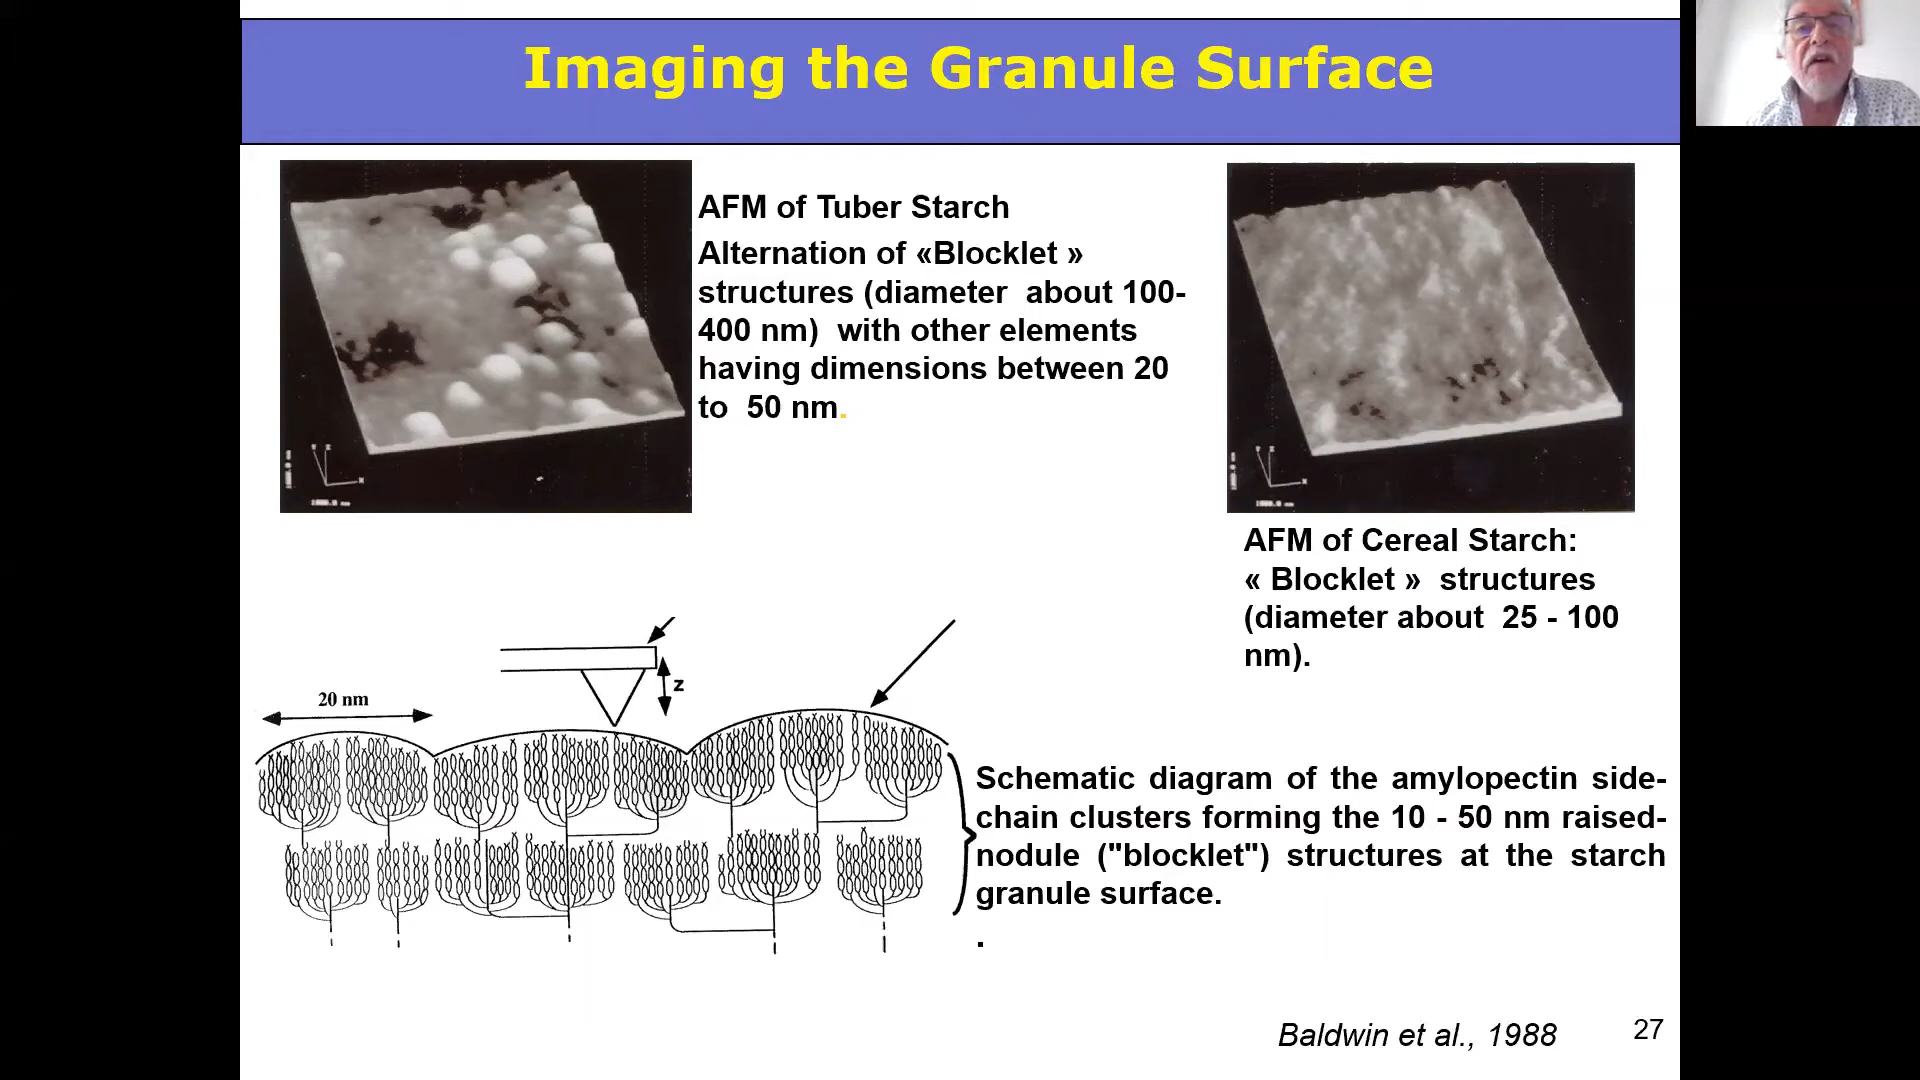 Imaging the Granule Surface
AFM of Tuber Starch
Alternation of «Blocklet »
structures (diameter about 100-
400 nm) with other elements
having dimensions between 20
to 50 nm.
AFM of Cereal Starch:
« Blocklet » structures
(diameter about 25 - 100
nm).
z
20 nm
Schematic diagram of the amylopectin side-
chain clusters forming the 10 - 50 nm raised-
nodule ("blocklet") structures at the starch
granule surface.
.
Baldwin et al., 1988
27